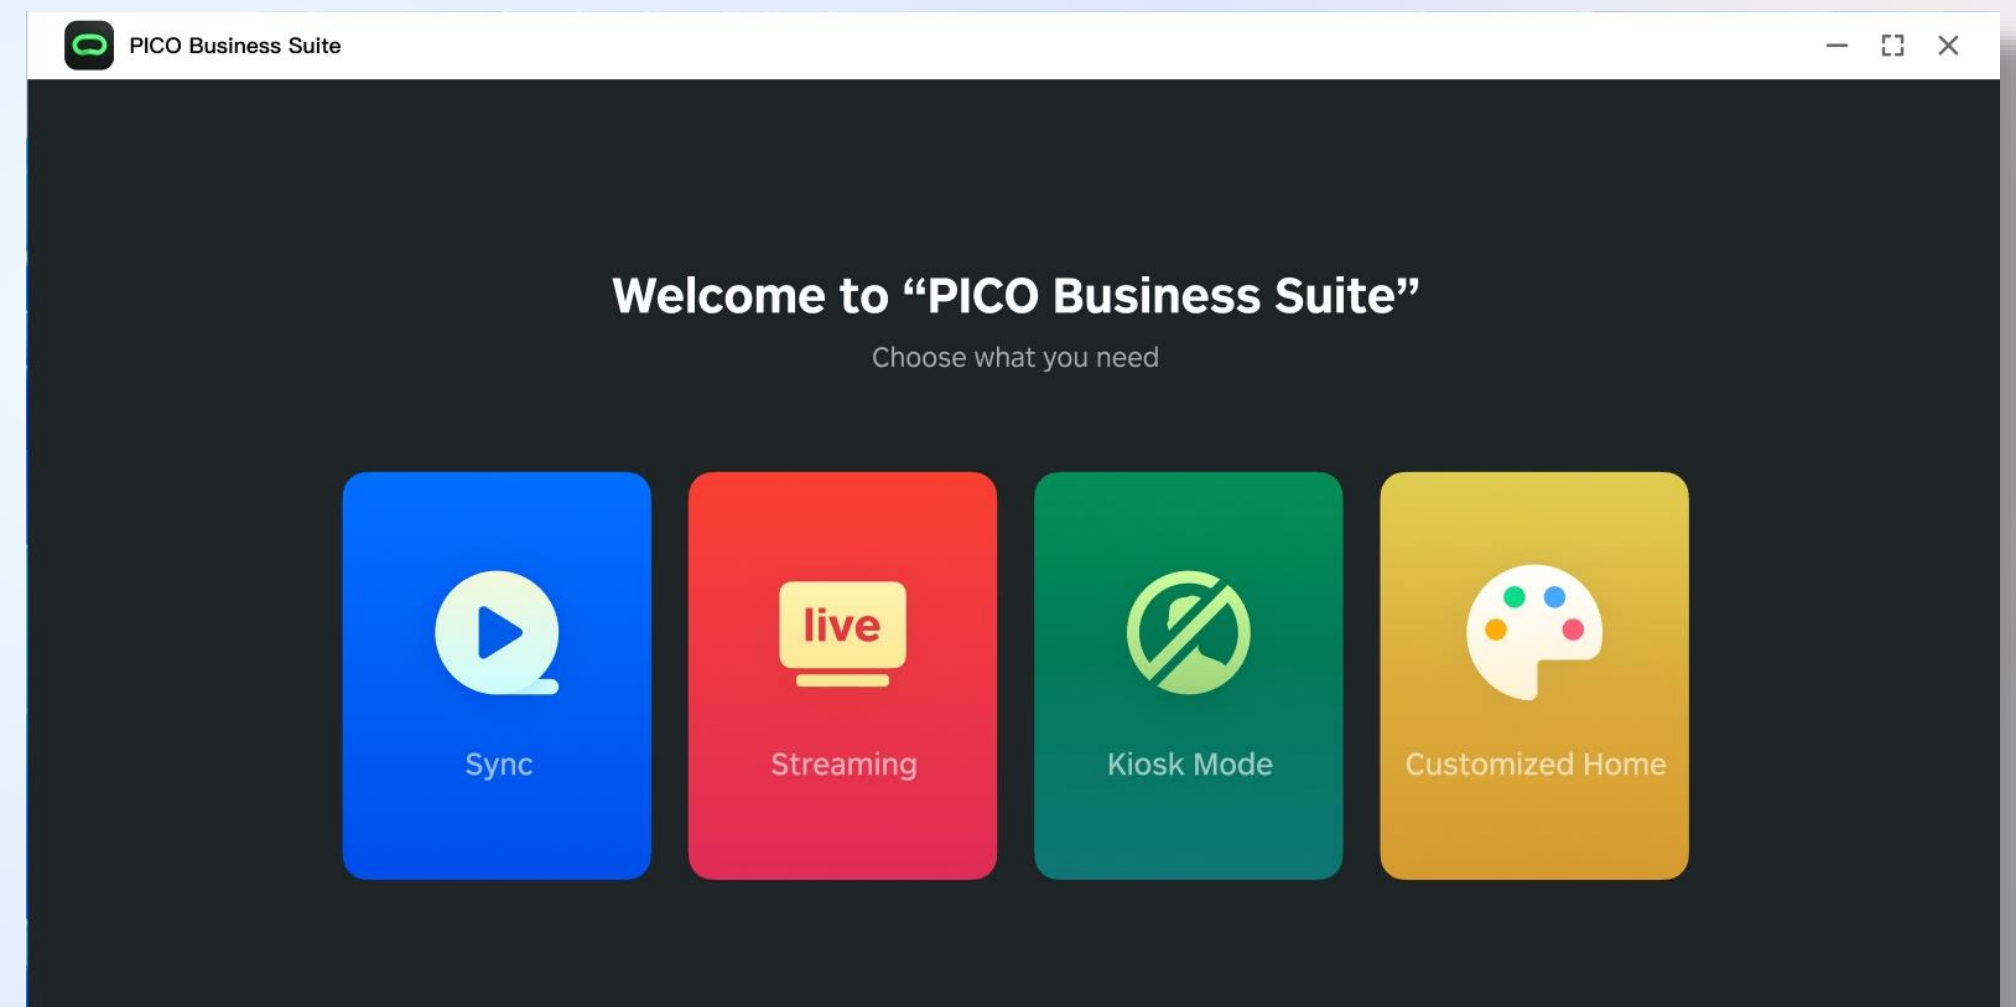 PICO Business Suite
Welcome to “PICO Business Suite”
Choose what you need
live
Sync
Streaming
Kiosk Mode
Customized Home